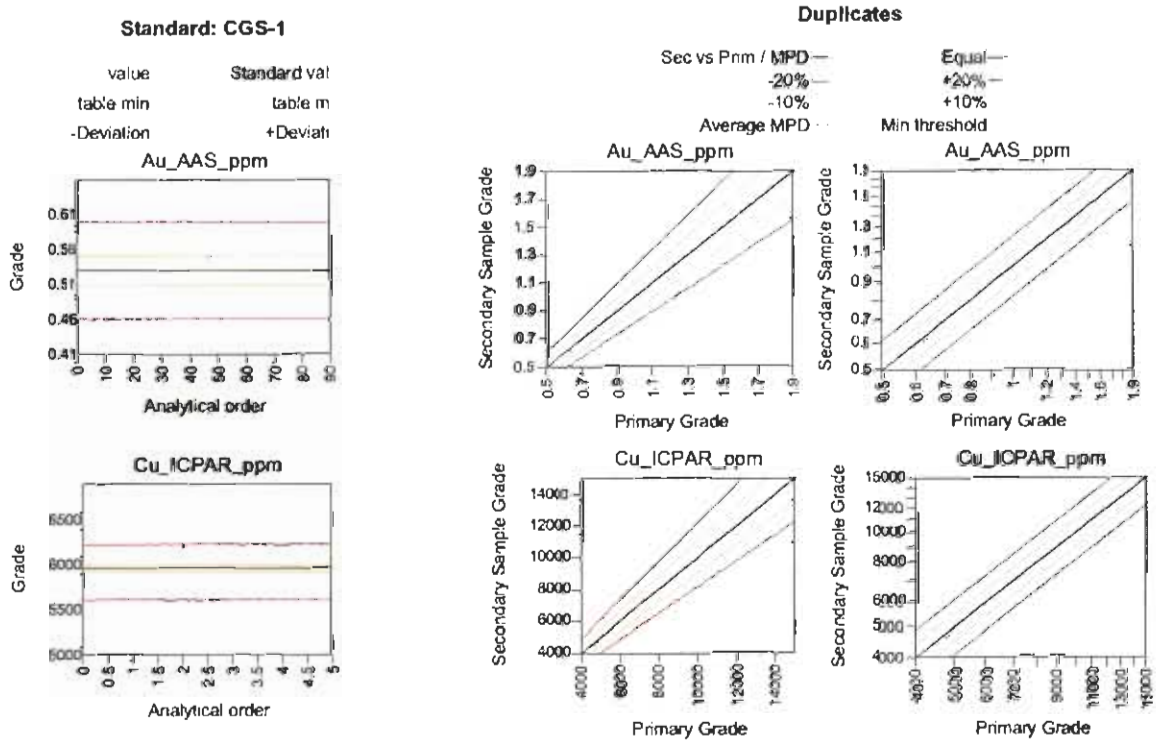 Standard: CGS-1
value Standard val
table min table m
-Deviation +Deviati
Au_AAS_ppm
Grade
0.61
0.56
0.51
0.46
0.41
0 10 20 30 40 50 60 70 80 90
Analytical order
Cu_ICPAR_ppm
Grade
6500
6000
5500
5000
0 0.5 1 1.5 2 2.5 3 3.5 4 4.5 5
Analytical order
Duplicates
Sec vs Prim / MPD Equal
-20% +20%
-10% +10%
Average MPD Min threshold
Au_AAS_ppm
Secondary Sample Grade
1.9
1.7
1.5
1.3
1.1
0.9
0.7
0.5
0.5 0.7 0.9 1.1 1.3 1.5 1.7 1.9
Primary Grade
Au_AAS_ppm
Secondary Sample Grade
1.5
1.3
1.1
0.9
0.7
0.6
0.5
0.5 0.6 0.7 0.8 1 1.2 1.4 1.6 1.9
Primary Grade
Cu_ICPAR_ppm
Secondary Sample Grade
14000
12000
10000
8000
6000
4000
4000 6000 8000 10000 12000 14000
Primary Grade
Cu_ICPAR_ppm
Secondary Sample Grade
15000
12000
10000
8000
6000
5000
4000
4000 5000 6000 7000 9000 11000 13000 15000
Primary Grade